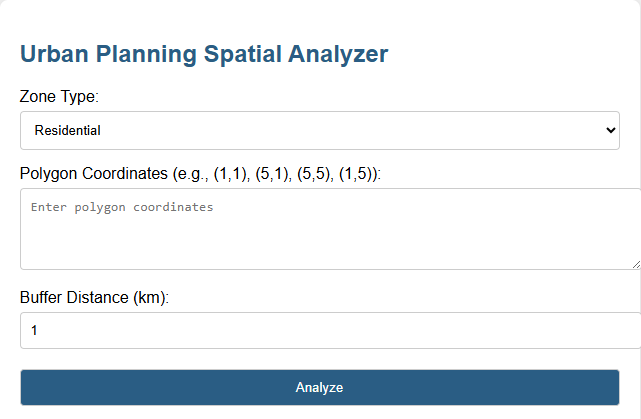 Urban Planning Spatial Analyzer
Zone Type:
Residential
Polygon Coordinates (e.g., (1,1), (5,1), (5,5), (1,5)):
Enter polygon coordinates
Buffer Distance (km):
1
Analyze